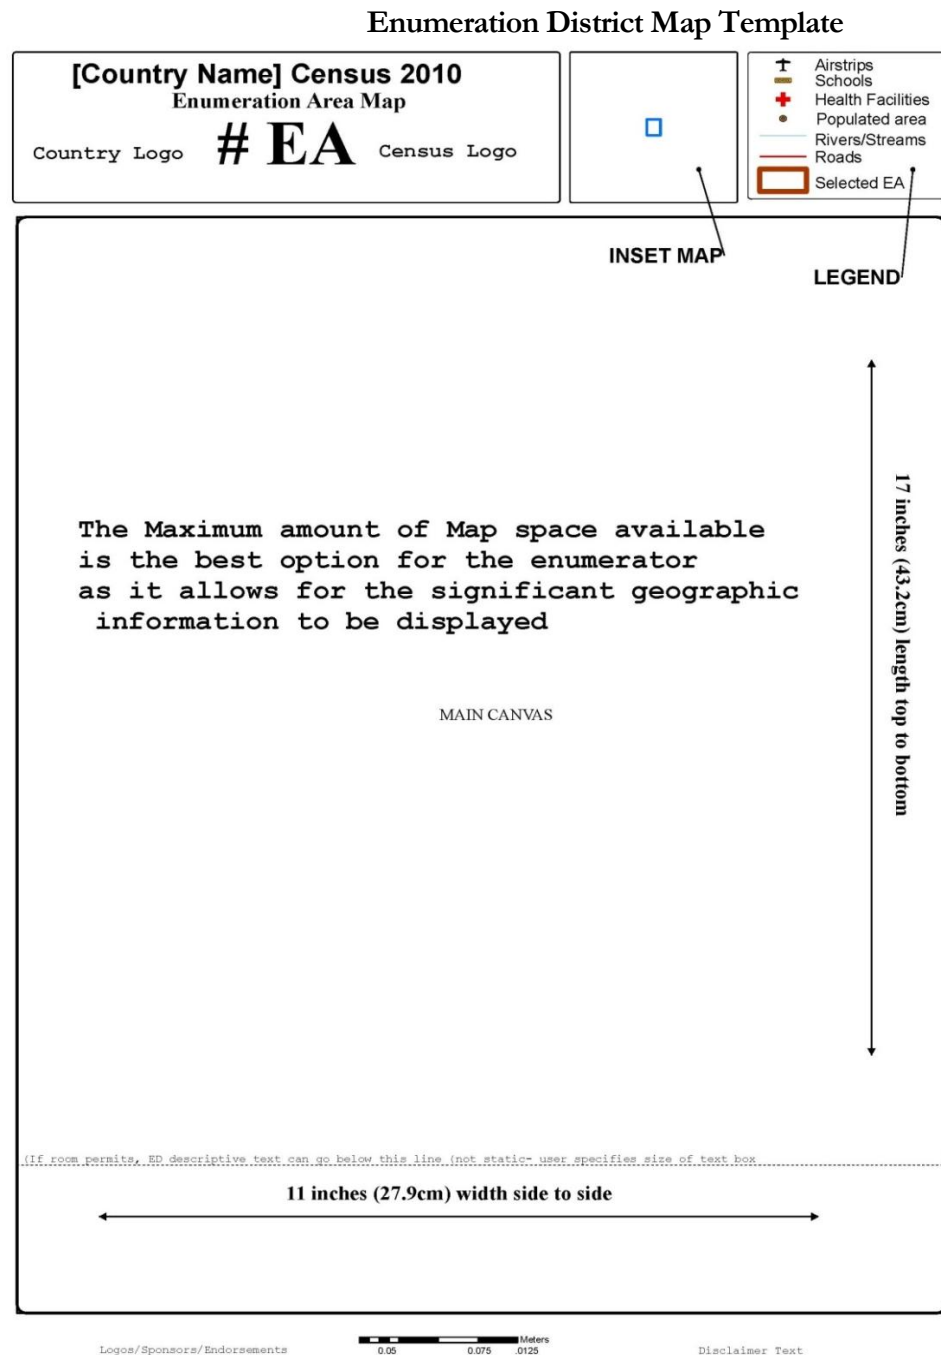 Enumeration District Map Template
[Country Name] Census 2010
Enumeration Area Map
Country Logo # EA Census Logo
Airstrips
Schools
Health Facilities
Populated area
Rivers/Streams
Roads
Selected EA
INSET MAP
LEGEND
The Maximum amount of Map space available
is the best option for the enumerator
as it allows for the significant geographic
information to be displayed
17 inches (43.2cm) length top to bottom
MAIN CANVAS
(If room permits, ED descriptive text can go below this line (not static- user specifies size of text box
11 inches (27.9cm) width side to side
Logos/Sponsors/Endorsements
Meters
0.05 0.075 .0125
Disclaimer Text